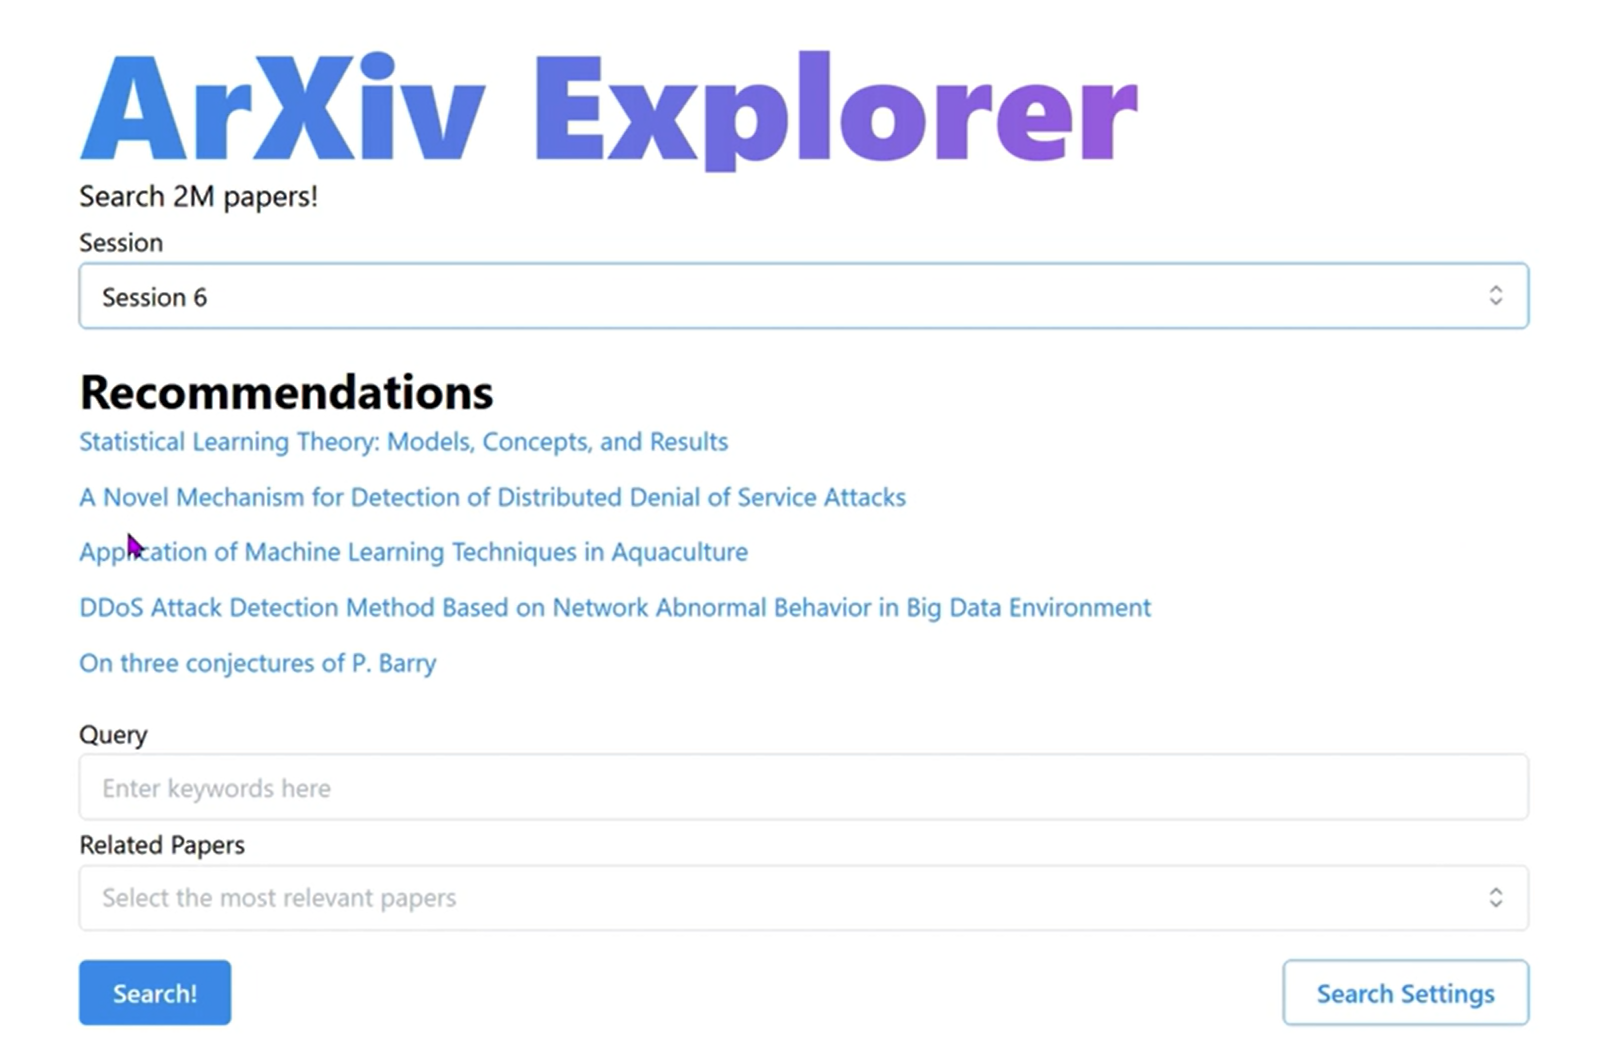 ArXiv Explorer
Search 2M papers!
Session
Session 6
Recommendations
Statistical Learning Theory: Models, Concepts, and Results
A Novel Mechanism for Detection of Distributed Denial of Service Attacks
Application of Machine Learning Techniques in Aquaculture
DDoS Attack Detection Method Based on Network Abnormal Behavior in Big Data Environment
On three conjectures of P. Barry
Query
Enter keywords here
Related Papers
Select the most relevant papers
Search!
Search Settings